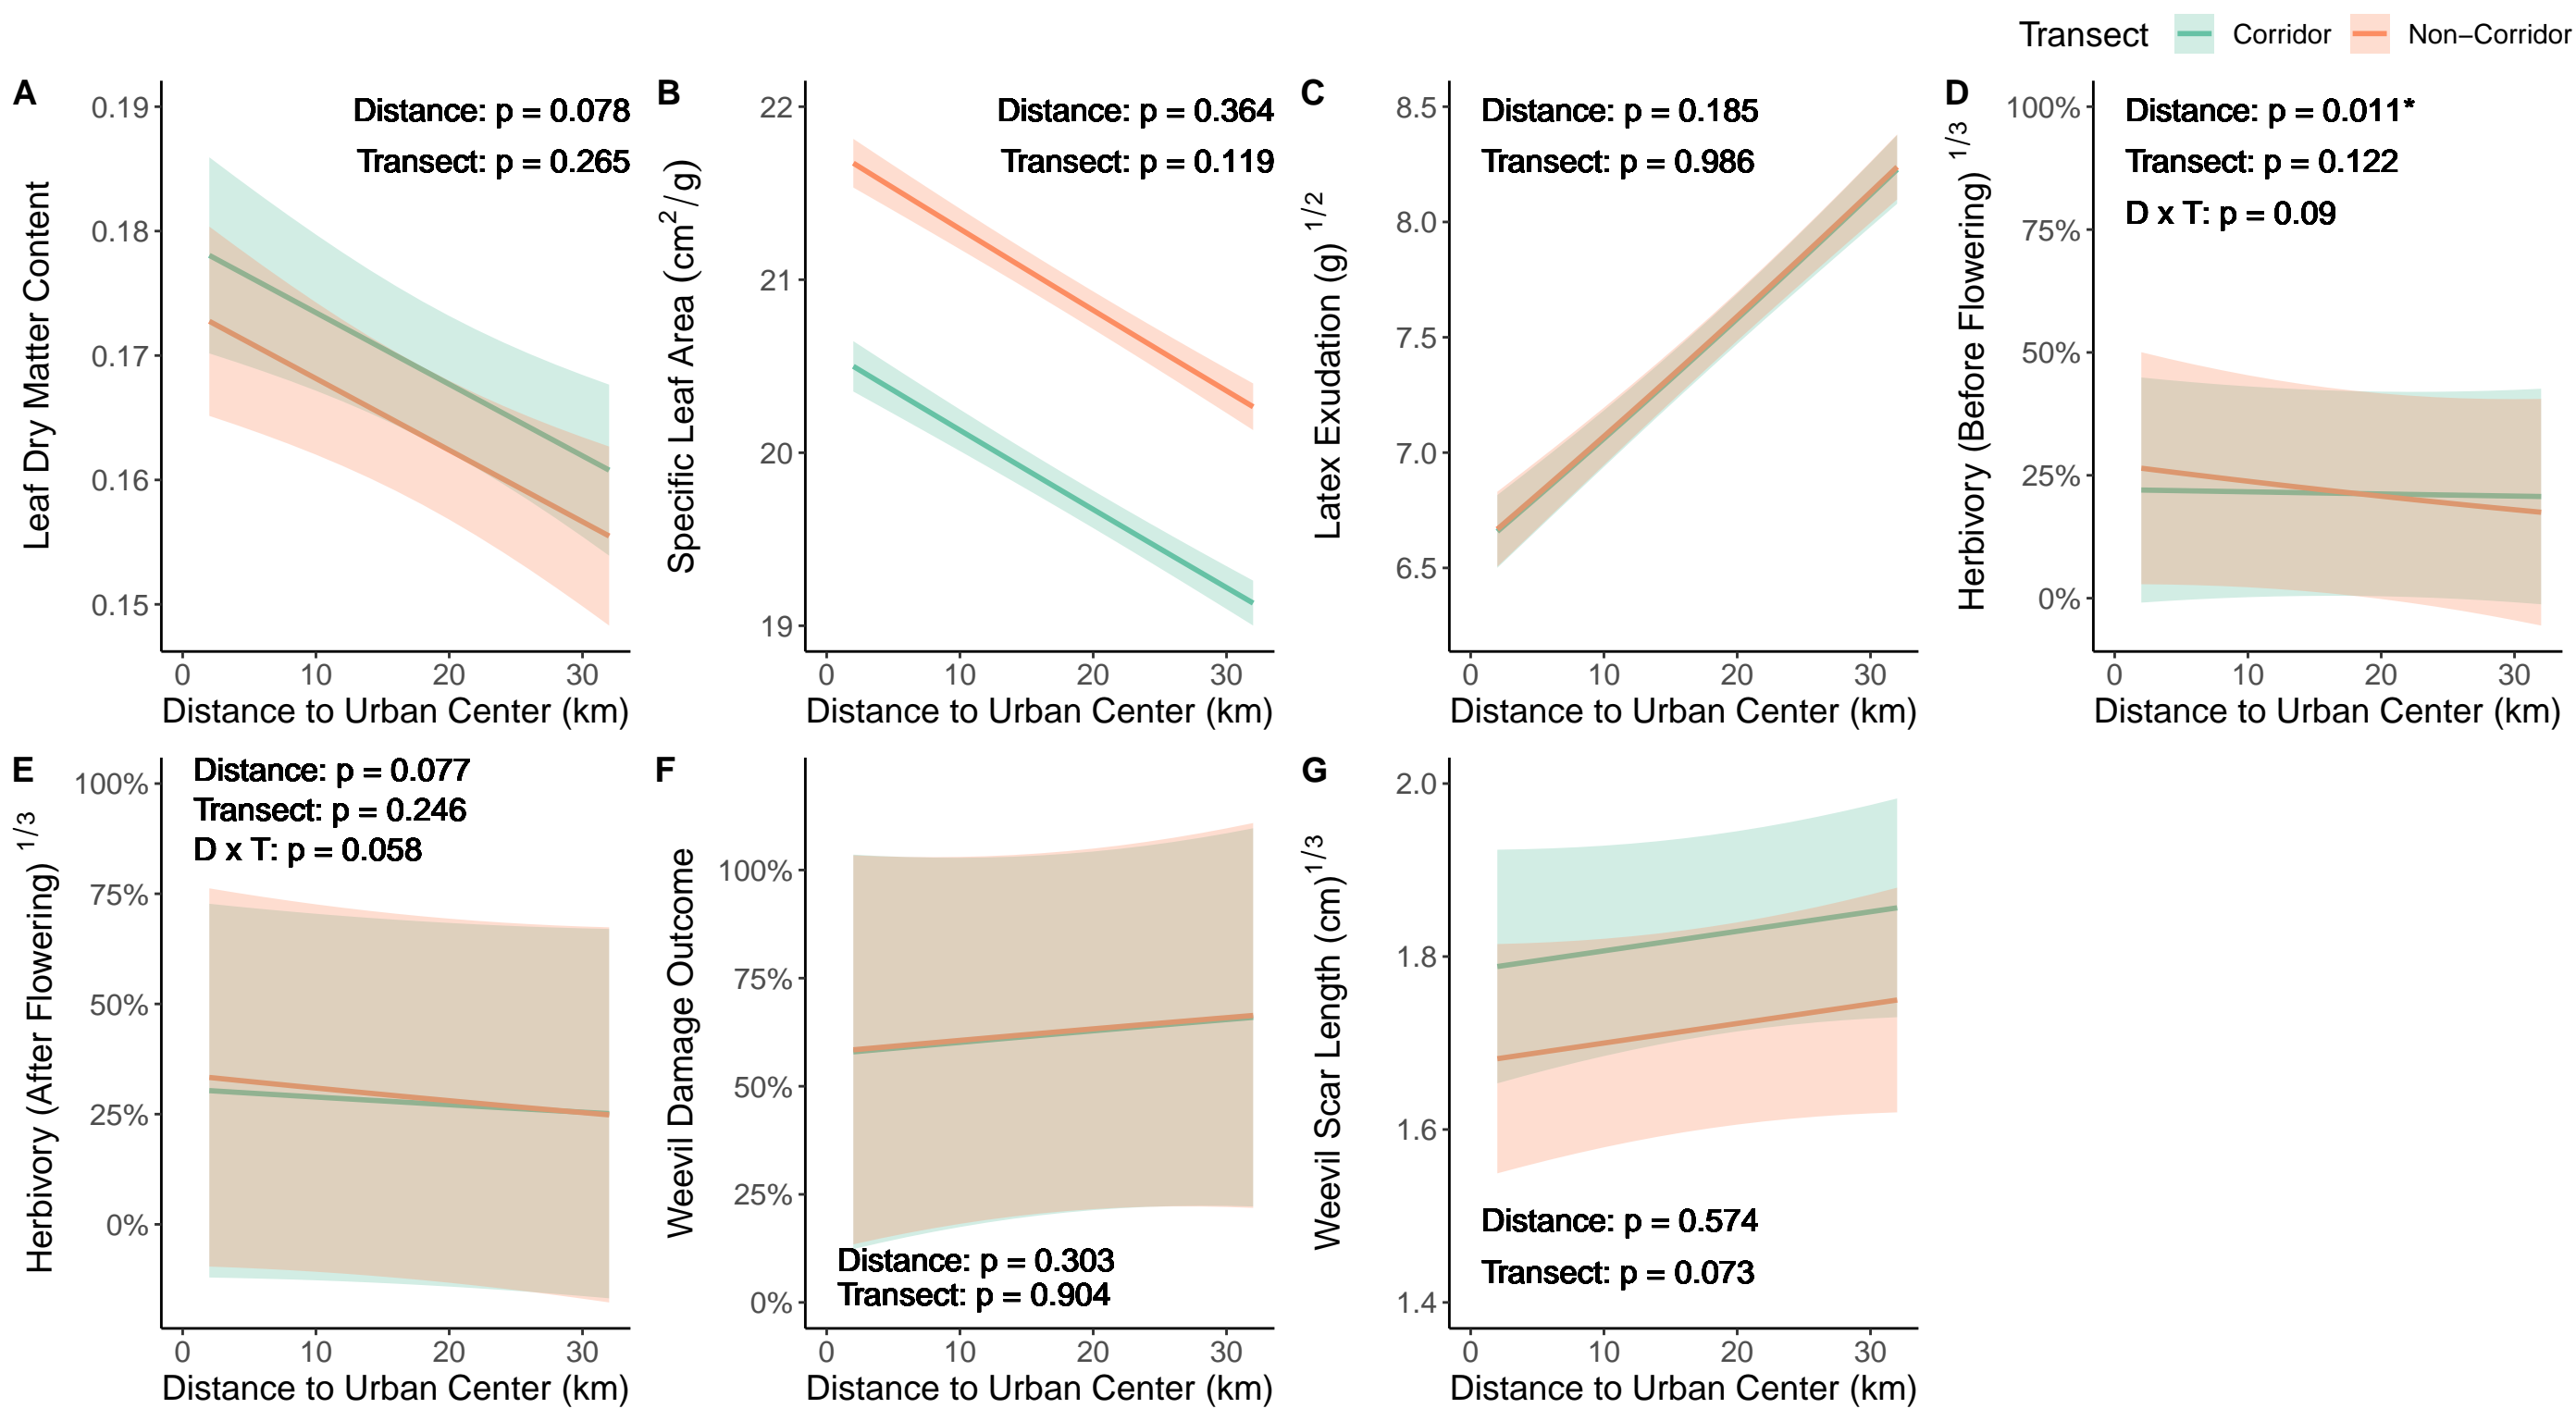 Transect Corridor Non−Corridor
A
Leaf Dry Matter Content
0.19
0.18
0.17
0.16
0.15
Distance: p = 0.078
Transect: p = 0.265
0 10 20 30
Distance to Urban Center (km)
B
Specific Leaf Area (cm2/g)
22
21
20
19
Distance: p = 0.364
Transect: p = 0.119
0 10 20 30
Distance to Urban Center (km)
C
Latex Exudation (g) 1/2
8.5
8.0
7.5
7.0
6.5
Distance: p = 0.185
Transect: p = 0.986
0 10 20 30
Distance to Urban Center (km)
D
Herbivory (Before Flowering) 1/3
100%
75%
50%
25%
0%
Distance: p = 0.011*
Transect: p = 0.122
D x T: p = 0.09
0 10 20 30
Distance to Urban Center (km)
E
Herbivory (After Flowering) 1/3
100%
75%
50%
25%
0%
Distance: p = 0.077
Transect: p = 0.246
D x T: p = 0.058
0 10 20 30
Distance to Urban Center (km)
F
Weevil Damage Outcome
100%
75%
50%
25%
0%
Distance: p = 0.303
Transect: p = 0.904
0 10 20 30
Distance to Urban Center (km)
G
Weevil Scar Length (cm)1/3
2.0
1.8
1.6
1.4
Distance: p = 0.574
Transect: p = 0.073
0 10 20 30
Distance to Urban Center (km)